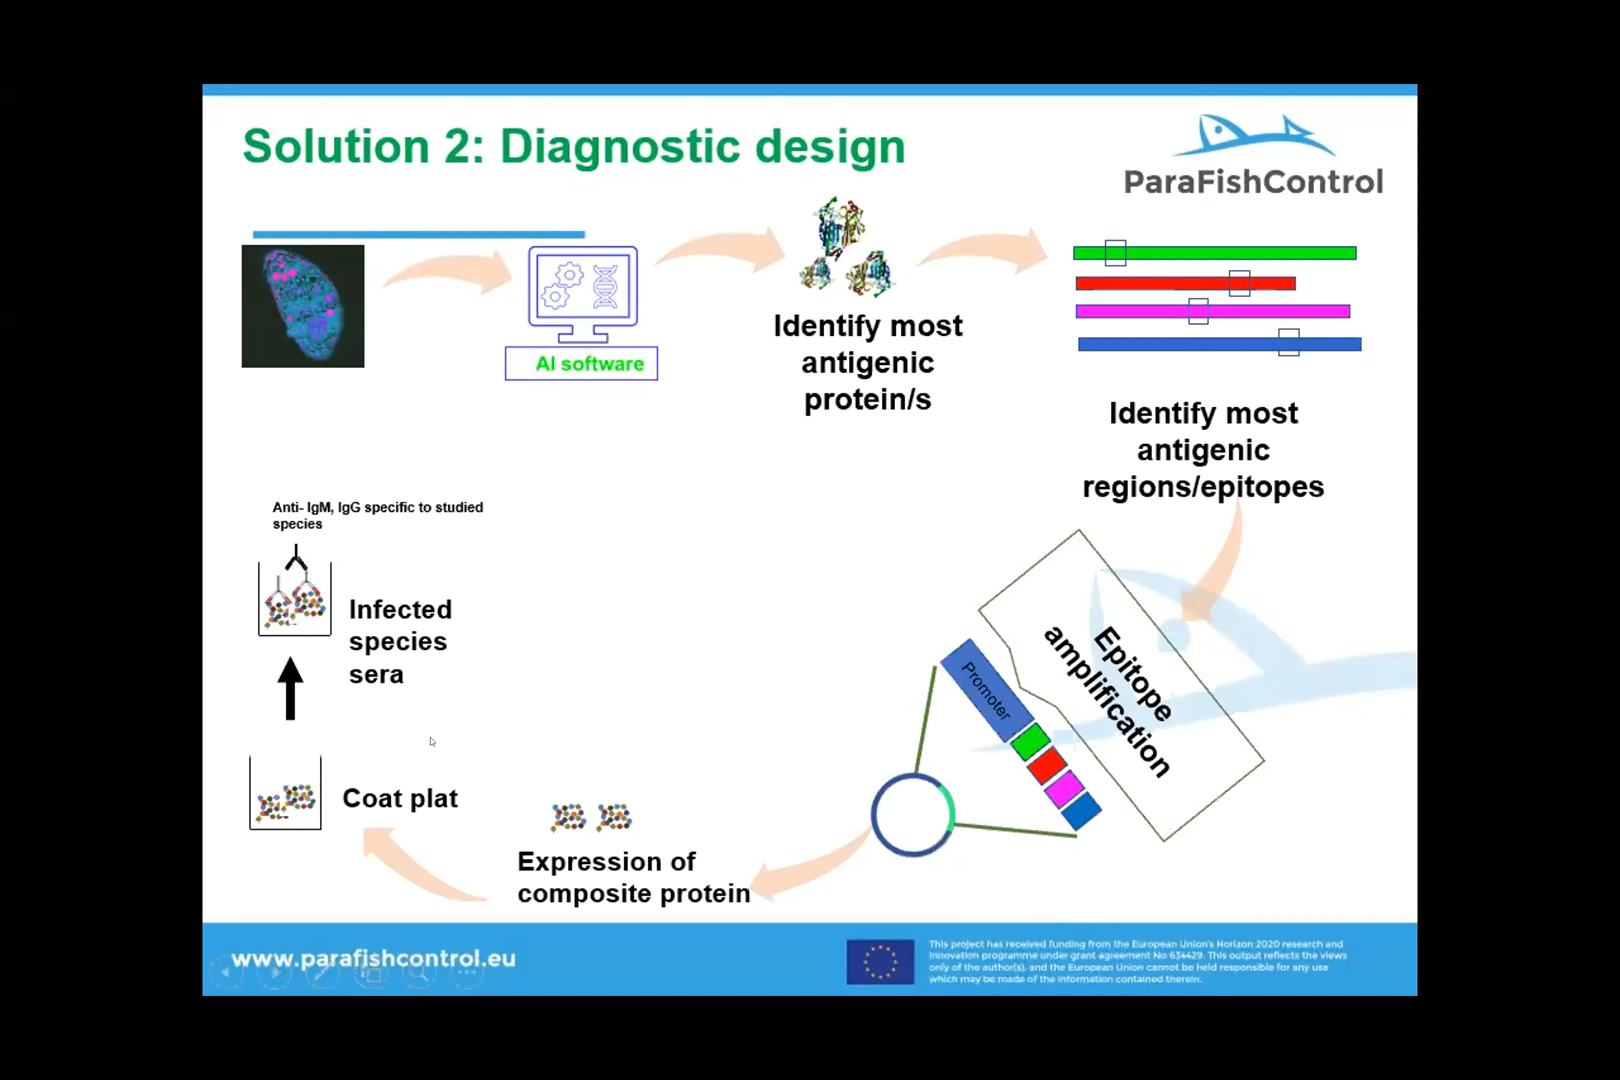 Solution 2: Diagnostic design
ParaFishControl
AI software
Identify most
antigenic
protein/s
Identify most
antigenic
regions/epitopes
Anti- IgM, IgG specific to studied
species
Infected
species
sera
Coat plat
Expression of
composite protein
Promoter
Epitope
amplification
www.parafishcontrol.eu
This project has received funding from the European Union's Horizon 2020 research and
innovation programme under grant agreement No 634429. This output reflects the views
only of the author(s), and the European Union cannot be held responsible for any use
which may be made of the information contained therein.